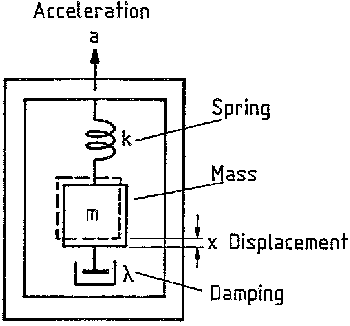 Acceleration
a
Spring
k
Mass
m
x Displacement
λ
Damping